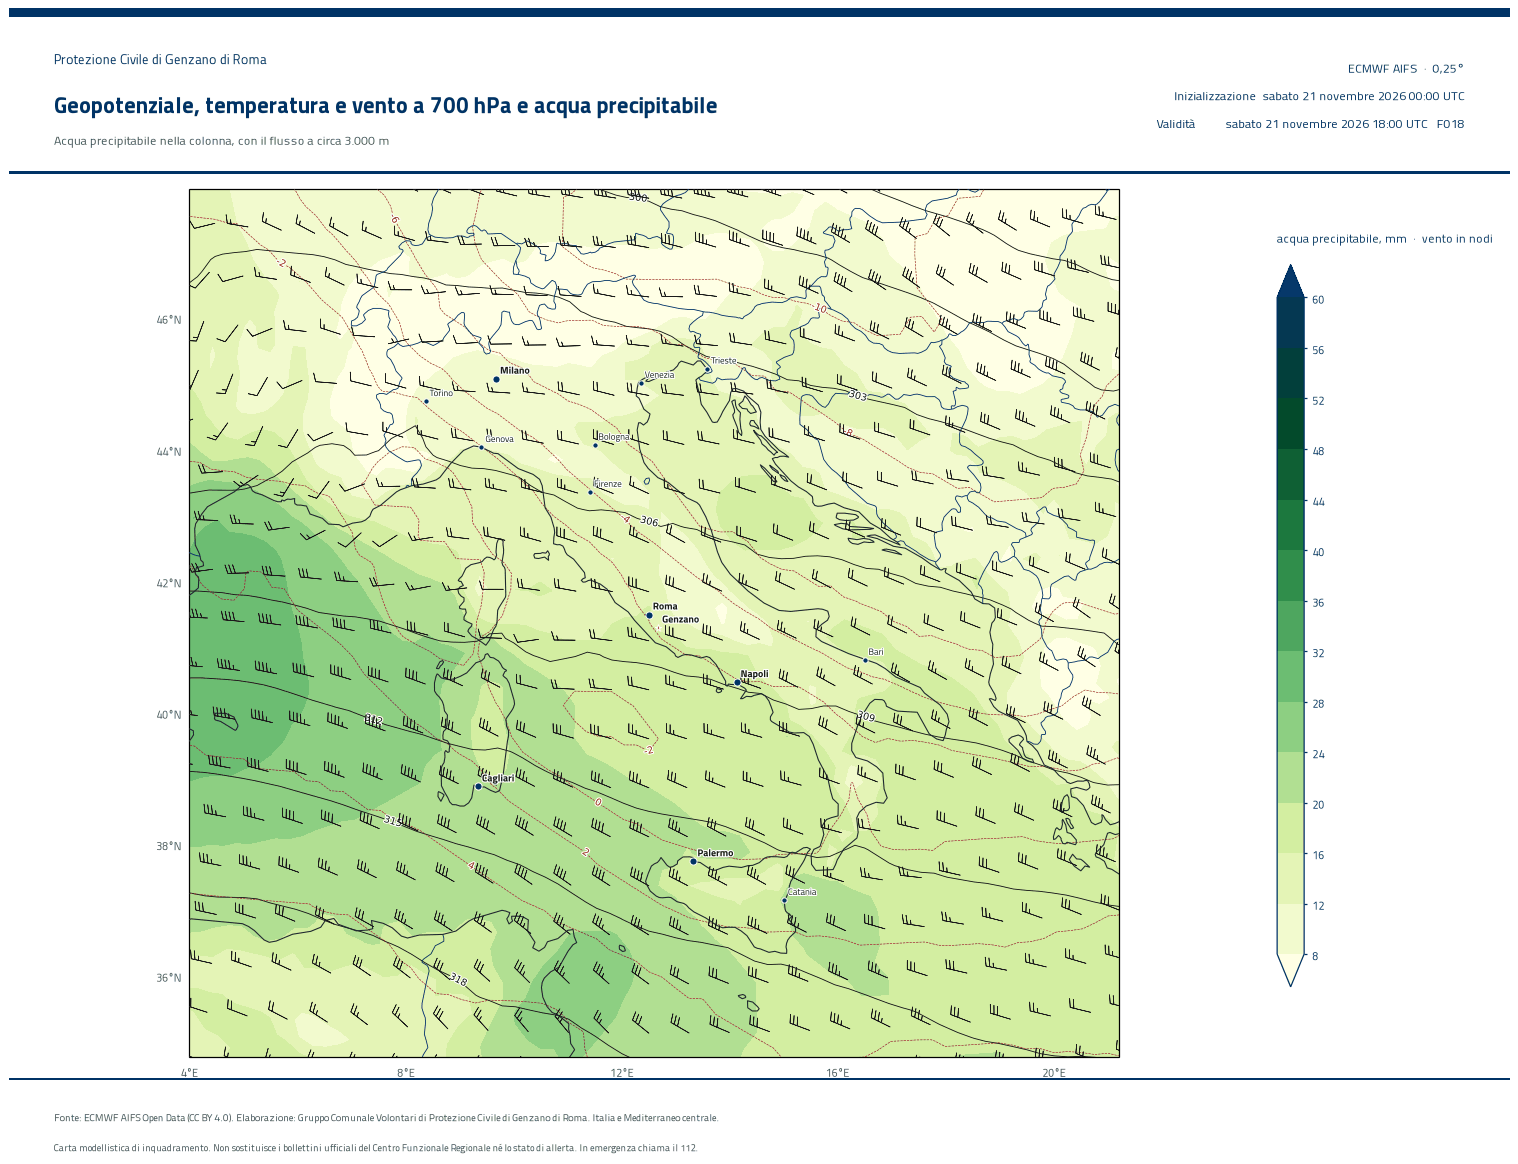 Protezione Civile di Genzano di Roma
Geopotenziale, temperatura e vento a 700 hPa e acqua precipitabile
Acqua precipitabile nella colonna, con il flusso a circa 3.000 m
ECMWF AIFS · 0,25°
Inizializzazione sabato 21 novembre 2026 00:00 UTC
Validità sabato 21 novembre 2026 18:00 UTC F018
acqua precipitabile, mm · vento in nodi
60
56
52
48
44
40
36
32
28
24
20
16
12
8
46°N
44°N
42°N
40°N
38°N
36°N
4°E
8°E
12°E
16°E
20°E
300
-6
-2
-10
Trieste
Milano
Venezia
Torino
303
-8
Genova
Bologna
Firenze
-4
306
Roma
Genzano
Bari
Napoli
312
309
-2
Cagliari
0
315
2
Palermo
4
Catania
318
Fonte: ECMWF AIFS Open Data (CC BY 4.0). Elaborazione: Gruppo Comunale Volontari di Protezione Civile di Genzano di Roma. Italia e Mediterraneo centrale.
Carta modellistica di inquadramento. Non sostituisce i bollettini ufficiali del Centro Funzionale Regionale né lo stato di allerta. In emergenza chiama il 112.